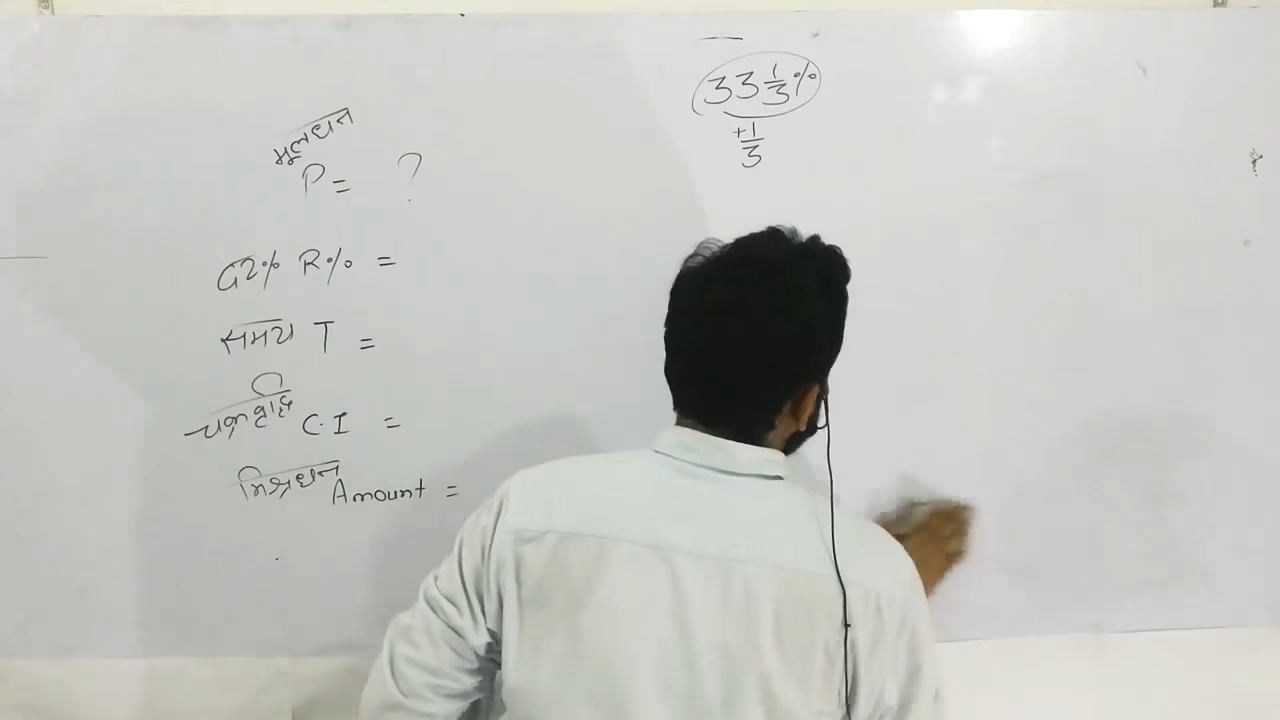 मूलधन
P = ?
दर% R% =
समय T =
चक्रवृद्धि C.I =
मिश्रधन Amount =
33 1/3 %
+1/3